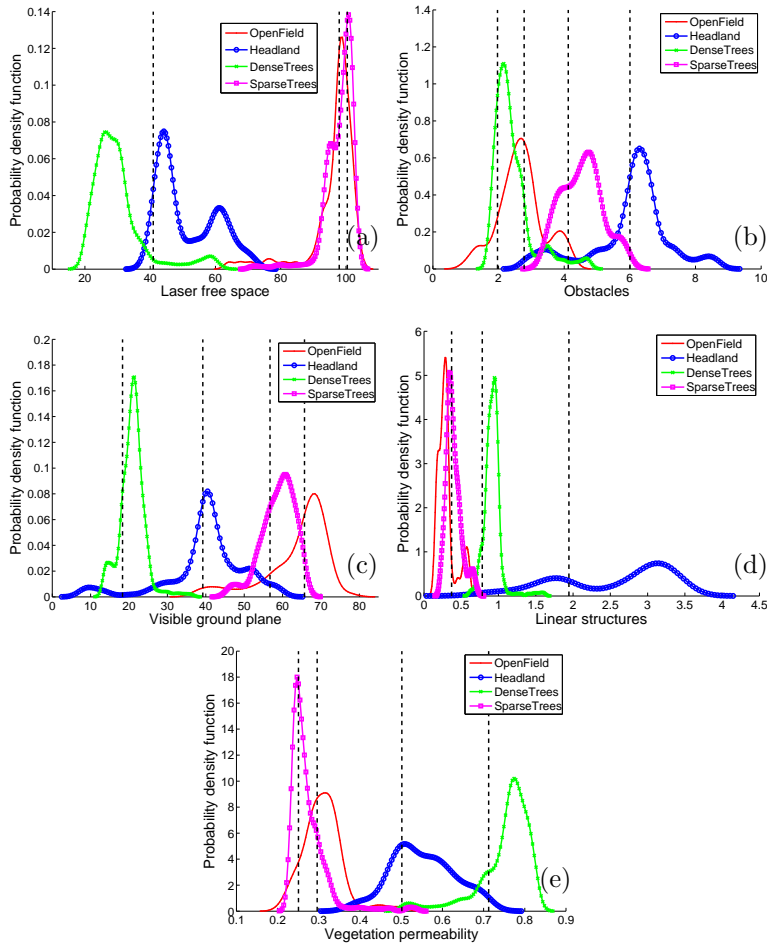 0.14
0.12
0.1
0.08
0.06
0.04
0.02
0
20
40
60
80
100
Probability density function
Laser free space
OpenField
Headland
DenseTrees
SparseTrees
(a)
1.4
1.2
1.0
0.8
0.6
0.4
0.2
0
0
2
4
6
8
10
Probability density function
Obstacles
OpenField
Headland
DenseTrees
SparseTrees
(b)
0.2
0.18
0.16
0.14
0.12
0.1
0.08
0.06
0.04
0.02
0
0
10
20
30
40
50
60
70
80
Probability density function
Visible ground plane
OpenField
Headland
DenseTrees
SparseTrees
(c)
6
5
4
3
2
1
0
0
0.5
1
1.5
2
2.5
3
3.5
4
4.5
Probability density function
Linear structures
OpenField
Headland
DenseTrees
SparseTrees
(d)
20
18
16
14
12
10
8
6
4
2
0
0.1
0.2
0.3
0.4
0.5
0.6
0.7
0.8
0.9
Probability density function
Vegetation permeability
OpenField
Headland
DenseTrees
SparseTrees
(e)